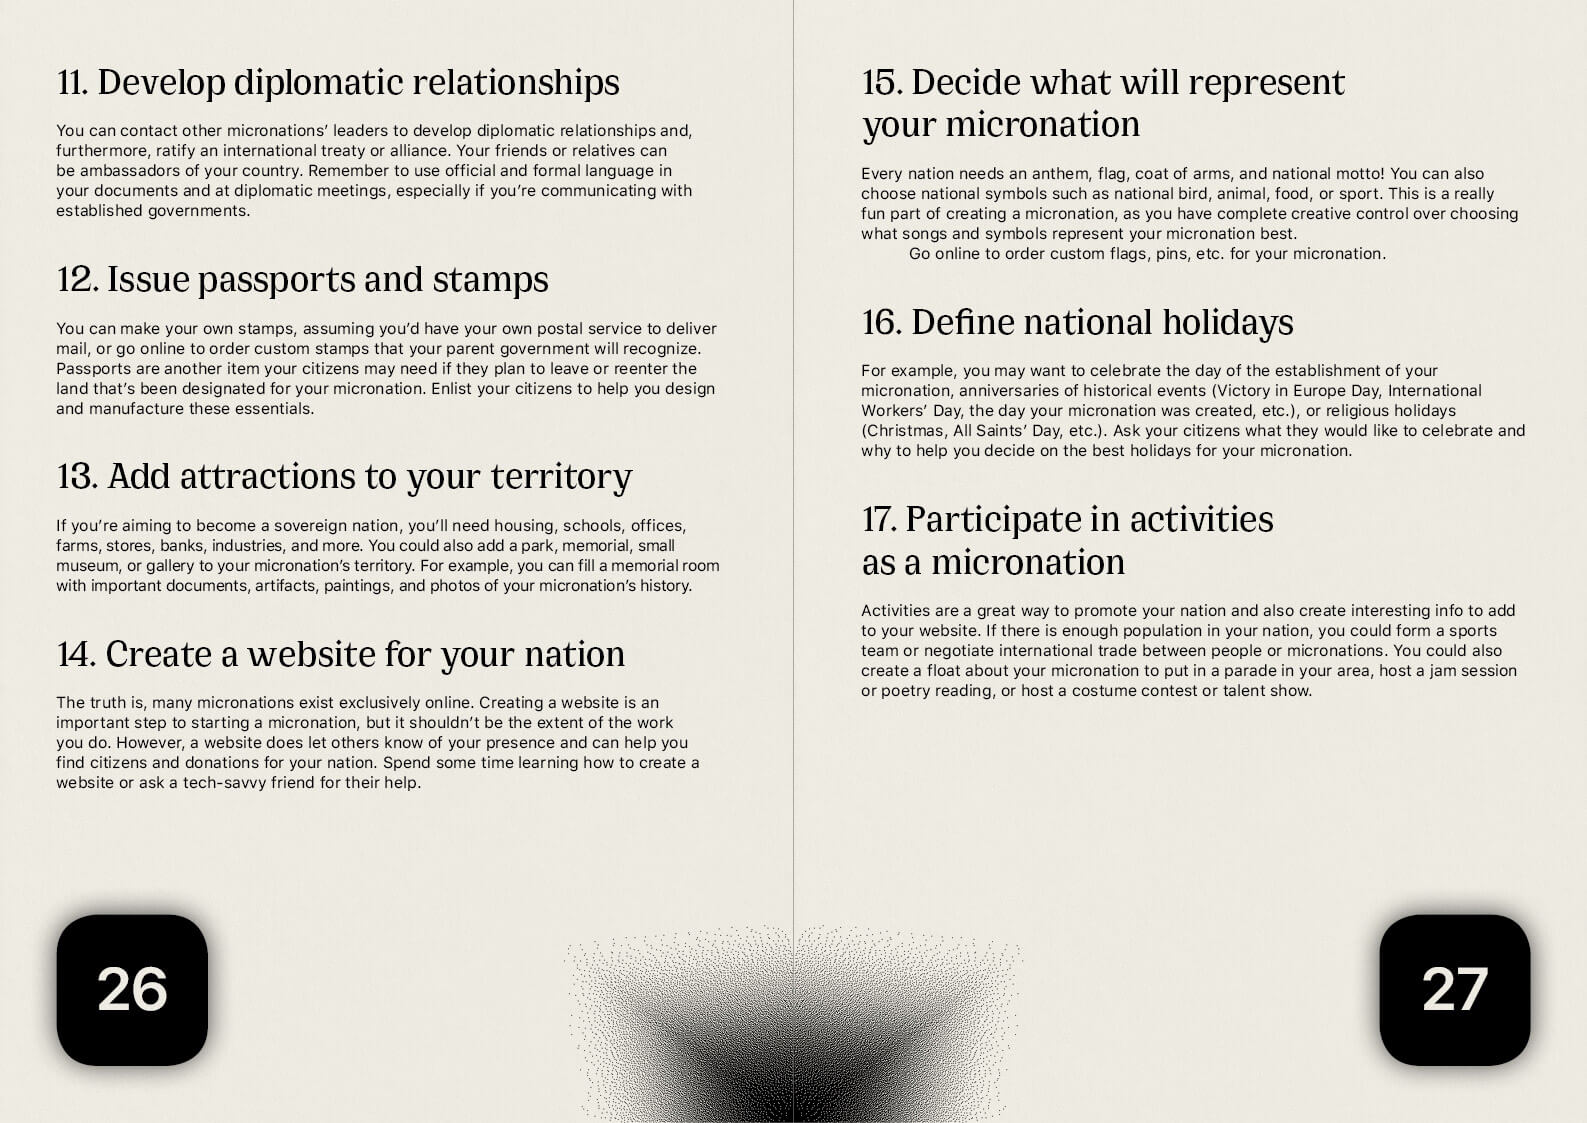 11. Develop diplomatic relationships
You can contact other micronations’ leaders to develop diplomatic relationships and,
furthermore, ratify an international treaty or alliance. Your friends or relatives can
be ambassadors of your country. Remember to use official and formal language in
your documents and at diplomatic meetings, especially if you’re communicating with
established governments.
12. Issue passports and stamps
You can make your own stamps, assuming you’d have your own postal service to deliver
mail, or go online to order custom stamps that your parent government will recognize.
Passports are another item your citizens may need if they plan to leave or reenter the
land that’s been designated for your micronation. Enlist your citizens to help you design
and manufacture these essentials.
13. Add attractions to your territory
If you’re aiming to become a sovereign nation, you’ll need housing, schools, offices,
farms, stores, banks, industries, and more. You could also add a park, memorial, small
museum, or gallery to your micronation’s territory. For example, you can fill a memorial room
with important documents, artifacts, paintings, and photos of your micronation’s history.
14. Create a website for your nation
The truth is, many micronations exist exclusively online. Creating a website is an
important step to starting a micronation, but it shouldn’t be the extent of the work
you do. However, a website does let others know of your presence and can help you
find citizens and donations for your nation. Spend some time learning how to create a
website or ask a tech-savvy friend for their help.
26
15. Decide what will represent
your micronation
Every nation needs an anthem, flag, coat of arms, and national motto! You can also
choose national symbols such as national bird, animal, food, or sport. This is a really
fun part of creating a micronation, as you have complete creative control over choosing
what songs and symbols represent your micronation best.
Go online to order custom flags, pins, etc. for your micronation.
16. Define national holidays
For example, you may want to celebrate the day of the establishment of your
micronation, anniversaries of historical events (Victory in Europe Day, International
Workers’ Day, the day your micronation was created, etc.), or religious holidays
(Christmas, All Saints’ Day, etc.). Ask your citizens what they would like to celebrate and
why to help you decide on the best holidays for your micronation.
17. Participate in activities
as a micronation
Activities are a great way to promote your nation and also create interesting info to add
to your website. If there is enough population in your nation, you could form a sports
team or negotiate international trade between people or micronations. You could also
create a float about your micronation to put in a parade in your area, host a jam session
or poetry reading, or host a costume contest or talent show.
27